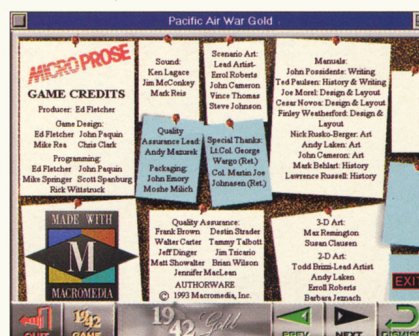 Pacific Air War Gold
MICROPROSE
GAME CREDITS
Producer: Ed Fletcher
Game Design:
Ed Fletcher John Paquin
Mike Rea Chris Clark
Programming:
Ed Fletcher John Paquin
Mike Springer Scott Spanburg
Rick Wittstruck
MADE WITH
M
MACROMEDIA
Sound:
Ken Lagace
Jim McConkey
Mark Reis
Quality
Assurance Lead:
Andy Mazurek
Packaging:
John Emory
Moshe Milich
Scenario Art:
Lead Artist-
Errol Roberts
John Cameron
Vince Thomas
Steve Johnson
Special Thanks:
Lt.Col. George
Wargo (Ret.)
Col. Martin Joe
Johnasen (Ret.)
Quality Assurance:
Frank Brown Destin Strader
Walter Carter Tammy Talbott
Jeff Dinger Jim Tricario
Matt Showalter Brian Wilson
Jennifer MacLean
AUTHORWARE
© 1993 Macromedia, Inc.
Manuals:
John Possidente: Writing
Ted Paulsen: History & Writing
Joe Morel: Design & Layout
Cesar Novoa: Design & Layout
Finley Weatherford: Design &
Layout
Nick Rusko-Berger: Art
Andy Laken: Art
John Cameron: Art
Mark Behlat: History
Lawrence Russell: History
3-D Art:
Max Remington
Susan Clausen
2-D Art:
Todd Brizzi-Lead Artist
Andy Laken
Erroll Roberts
Barbara Jeznach
EXI
QUIT
1942
GAME
1942 Gold
PREV
NEXT
DISMIS